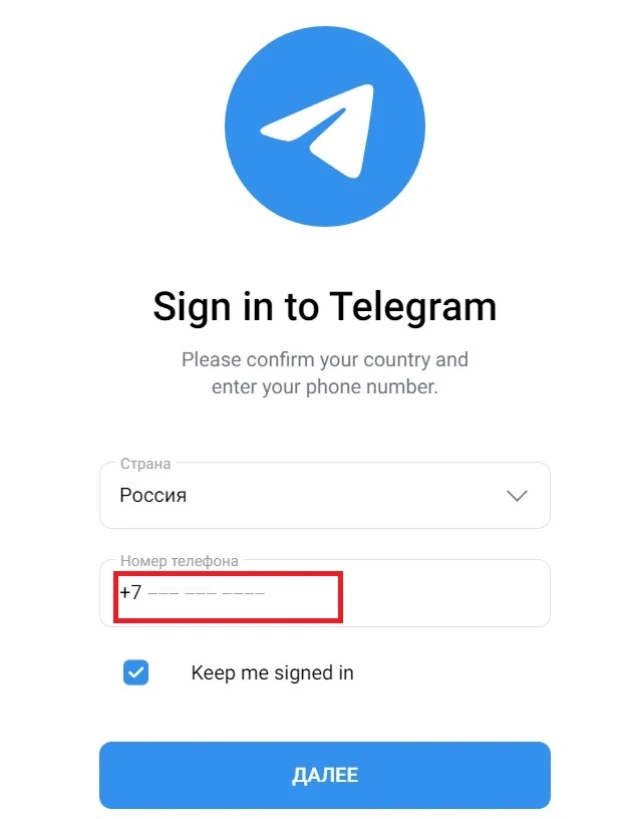 Sign in to Telegram
Please confirm your country and
enter your phone number.
Страна
Россия
Номер телефона
+7 ––– ––– ––––
Keep me signed in
ДАЛЕЕ